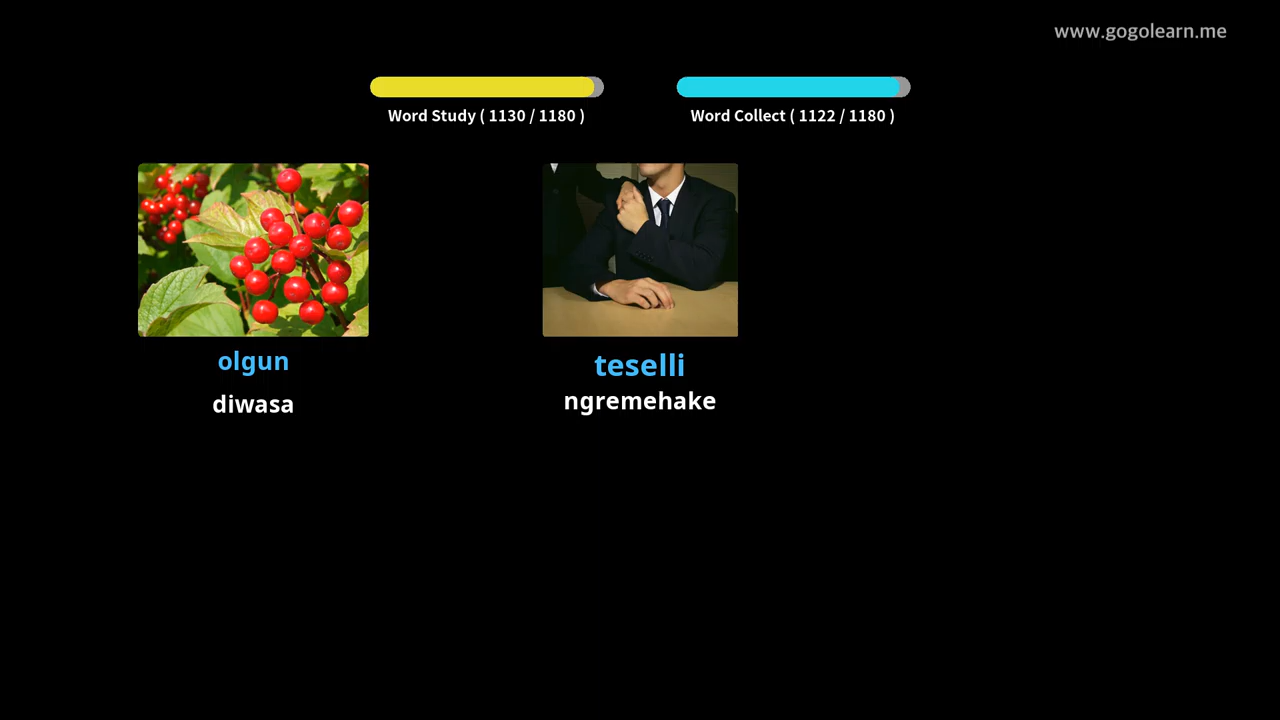 www.gogolearn.me
Word Study ( 1130 / 1180 )
Word Collect ( 1122 / 1180 )
olgun
diwasa
teselli
ngremehake